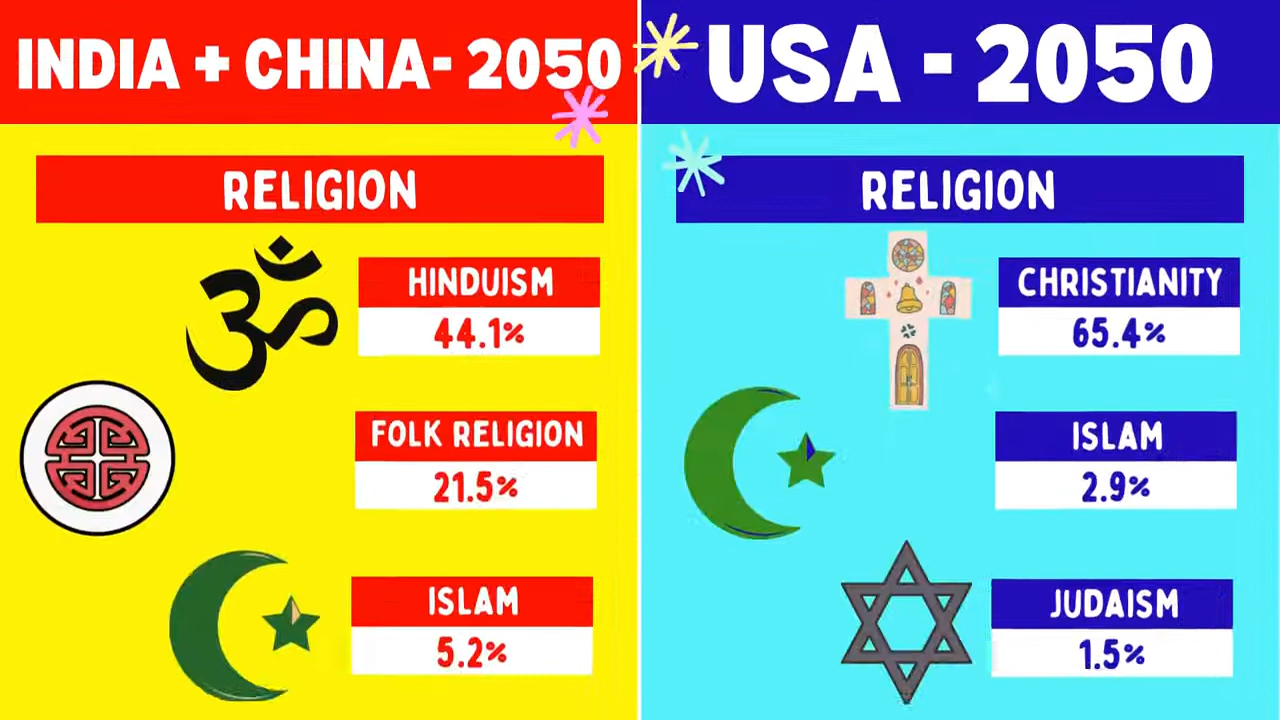 INDIA + CHINA- 2050
RELIGION
HINDUISM
44.1%
FOLK RELIGION
21.5%
ISLAM
5.2%
USA - 2050
RELIGION
CHRISTIANITY
65.4%
ISLAM
2.9%
JUDAISM
1.5%